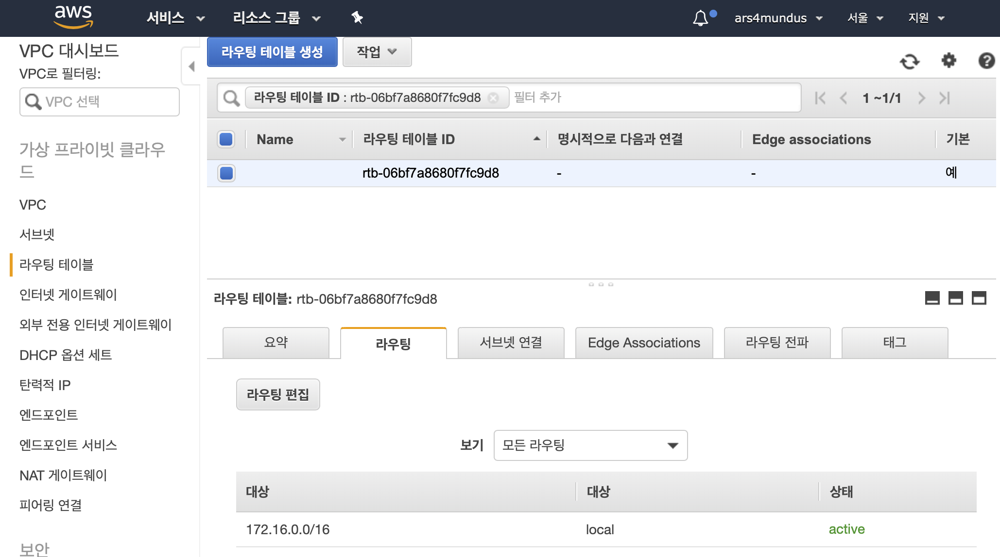 aws
서비스
리소스 그룹
ars4mundus
서울
지원
VPC 대시보드
VPC로 필터링:
VPC 선택
가상 프라이빗 클라우
드
VPC
서브넷
라우팅 테이블
인터넷 게이트웨이
외부 전용 인터넷 게이트웨이
DHCP 옵션 세트
탄력적 IP
엔드포인트
엔드포인트 서비스
NAT 게이트웨이
피어링 연결
보안
라우팅 테이블 생성
작업
라우팅 테이블 ID : rtb-06bf7a8680f7fc9d8
필터 추가
1 ~1/1
Name
라우팅 테이블 ID
명시적으로 다음과 연결
Edge associations
기본
rtb-06bf7a8680f7fc9d8
-
-
예
라우팅 테이블: rtb-06bf7a8680f7fc9d8
요약
라우팅
서브넷 연결
Edge Associations
라우팅 전파
태그
라우팅 편집
보기
모든 라우팅
대상
대상
상태
172.16.0.0/16
local
active